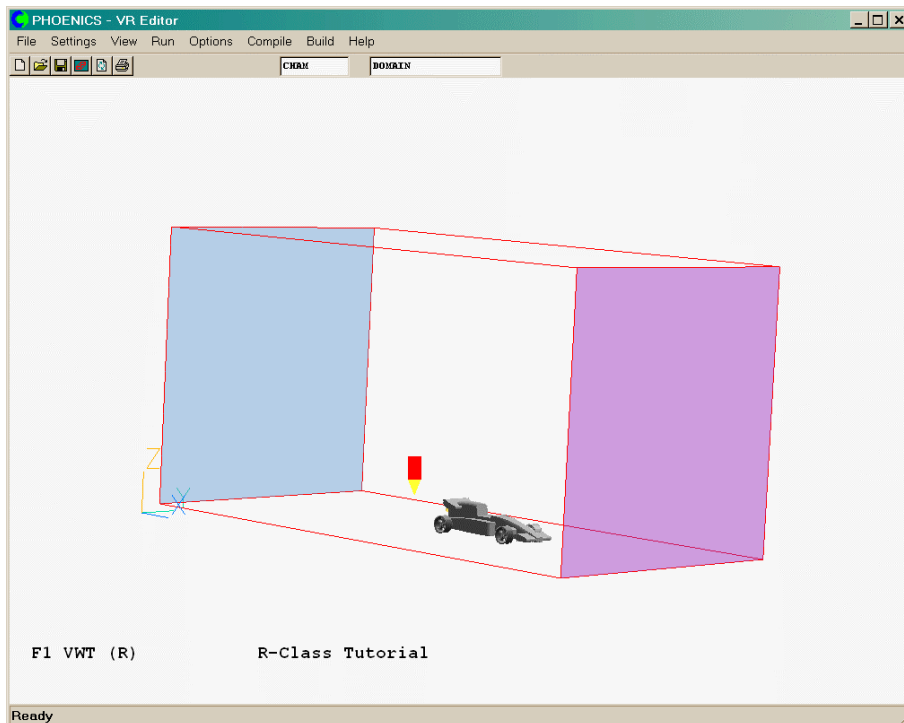 PHOENICS - VR Editor
File Settings View Run Options Compile Build Help
CHAM DOMAIN
Z
X
F1 VWT (R) R-Class Tutorial
Ready